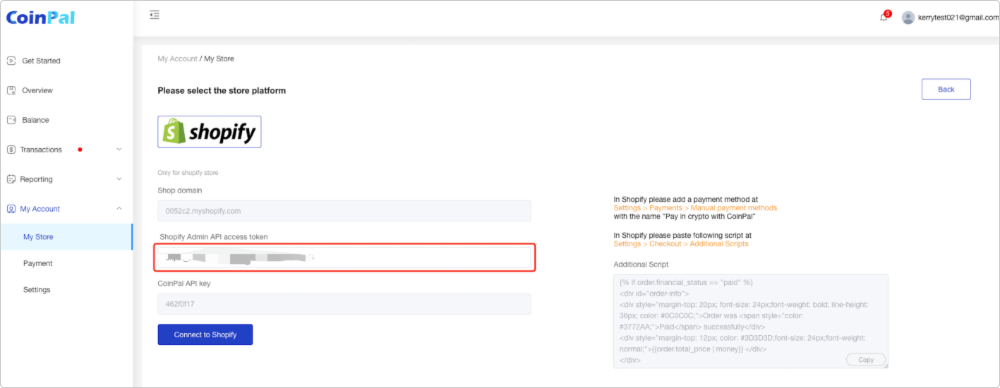 CoinPal
5
kerrytest021@gmail.com
Get Started
Overview
Balance
Transactions
Reporting
My Account
My Store
Payment
Settings
My Account / My Store
Please select the store platform
Back
shopify
Only for shopify store
Shop domain
0052c2.myshopify.com
Shopify Admin API access token
CoinPal API key
462f0f17
Connect to Shopify
In Shopify please add a payment method at
Settings > Payments > Manual payment methods
with the name "Pay in crypto with CoinPal"
In Shopify please paste following script at
Settings > Checkout > Additional Scripts
Additional Script
{% if order.financial_status == "paid" %}
<div id="order-info">
<div style="margin-top: 20px; font-size: 24px;font-weight: bold; line-height:
36px; color: #0C0C0C;">Order was <span style="color:
#3772AA;">Paid</span> successfully</div>
<div style="margin-top: 12px; color: #3D3D3D;font-size: 24px;font-weight:
normal;">{{order.total_price | money}} </div>
</div>
Copy